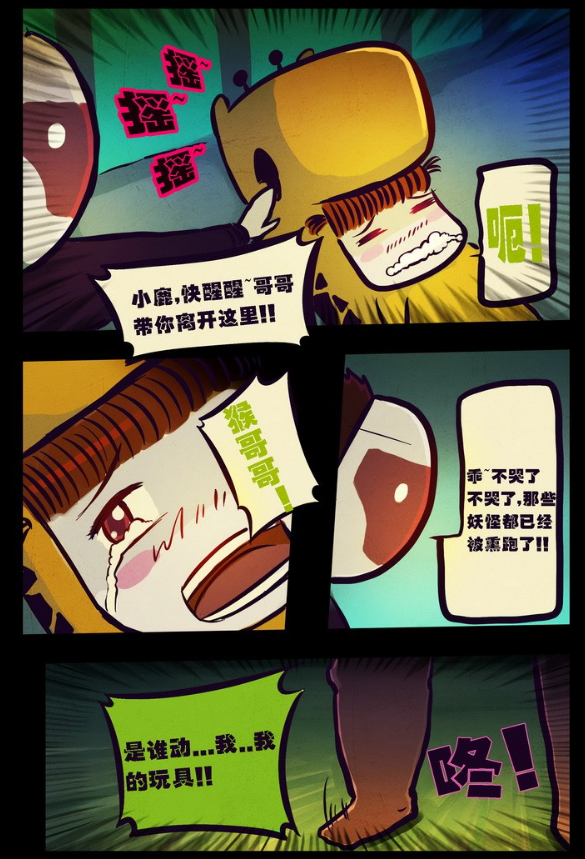 摇~
摇~
摇~
呃!
小鹿,快醒醒~哥哥
带你离开这里!!
猴哥哥!
乖~不哭了
不哭了,那些
妖怪都已经
被熏跑了!!
是谁动...我..我
的玩具!!
咚!